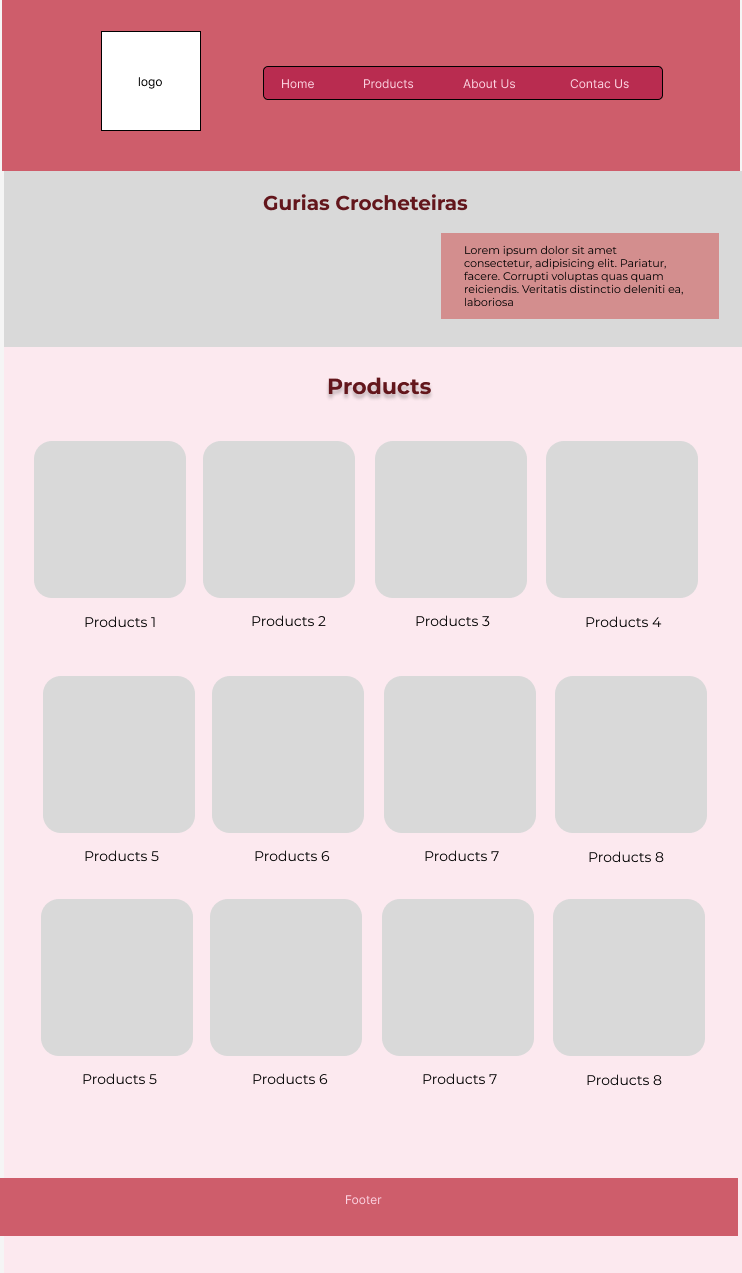 logo
Home Products About Us Contac Us
Gurias Crocheteiras
Lorem ipsum dolor sit amet
consectetur, adipisicing elit. Pariatur,
facere. Corrupti voluptas quas quam
reiciendis. Veritatis distinctio deleniti ea,
laboriosa
Products
Products 1 Products 2 Products 3 Products 4
Products 5 Products 6 Products 7 Products 8
Products 5 Products 6 Products 7 Products 8
Footer